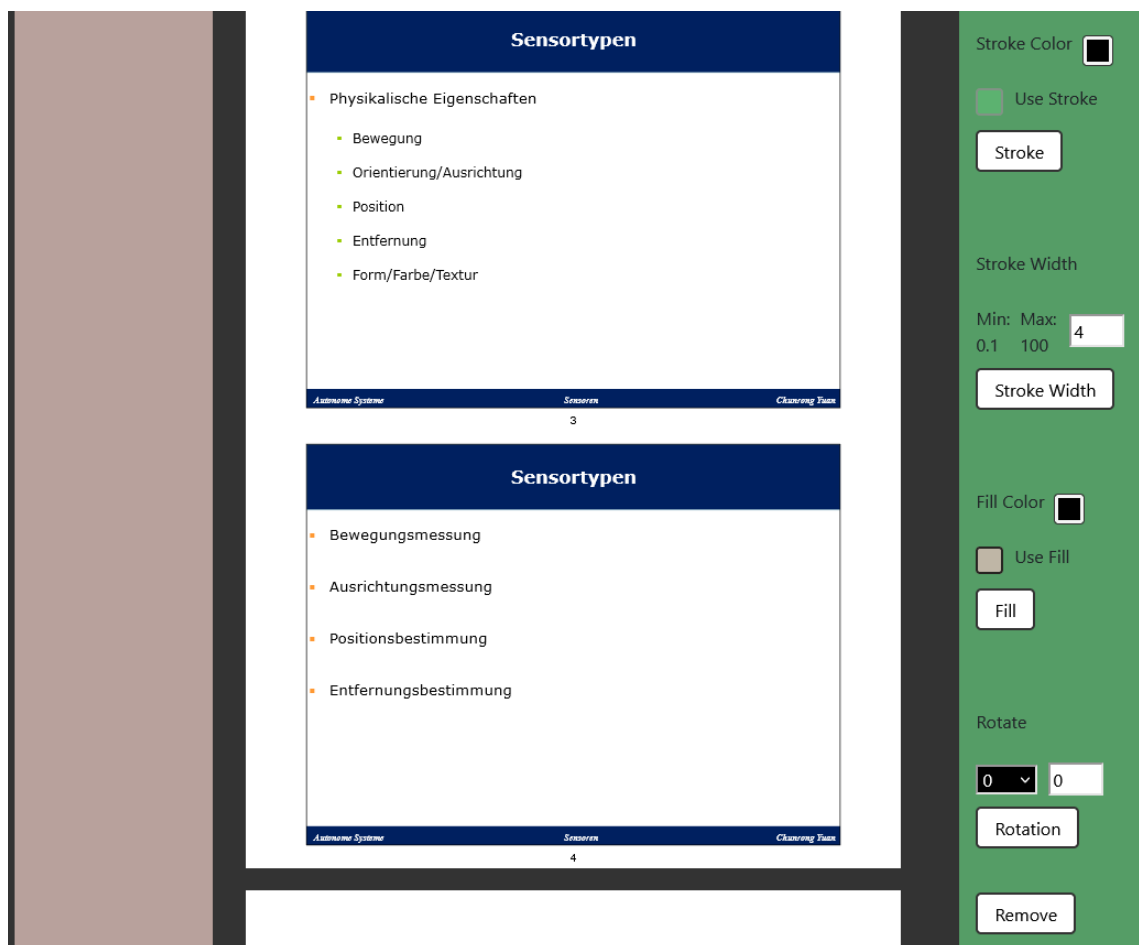 Sensortypen
Physikalische Eigenschaften
Bewegung
Orientierung/Ausrichtung
Position
Entfernung
Form/Farbe/Textur
Autonome Systeme Sensoren Chunrong Yuan
3
Sensortypen
Bewegungsmessung
Ausrichtungsmessung
Positionsbestimmung
Entfernungsbestimmung
Autonome Systeme Sensoren Chunrong Yuan
4
Stroke Color
Use Stroke
Stroke
Stroke Width
Min: Max: 4
0.1 100
Stroke Width
Fill Color
Use Fill
Fill
Rotate
0 0
Rotation
Remove